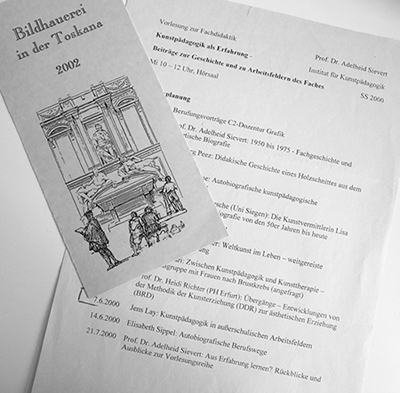 Bildhauerei
in der Toskana
2002
Vorlesung zur Fachdidaktik
Prof. Dr. Adelheid Sievert
Kunstpädagogik als Erfahrung -
Institut für Kunstpädagogik
Beiträge zur Geschichte und zu Arbeitsfeldern des Faches
SS 2000
Mi 10 – 12 Uhr, Hörsaal
planung
Berufungsvorträge C2-Dozentur Grafik
Dr. Adelheid Sievert: 1950 bis 1975 - Fachgeschichte und
Biografie
Peez: Didakische Geschichte eines Holzschnittes aus dem
Autobiografische kunstpädagogische
(Uni Siegen): Die Kunstvermittlerin Lisa
von den 50er Jahren bis heute
Weltkunst im Leben – weitgereiste
Zwischen Kunstpädagogik und Kunsttherapie –
mit Frauen nach Brustkrebs (angefragt)
Prof. Dr. Heidi Richter (PH Erfurt): Übergänge – Entwicklungen von
der Methodik der Kunsterziehung (DDR) zur ästhetischen Erziehung
(BRD)
7.6.2000 Jens Lay: Kunstpädagogik in außerschulischen Arbeitsfeldern
14.6.2000 Elisabeth Sippel: Autobiografische Berufswege
21.7.2000 Prof. Dr. Adelheid Sievert: Aus Erfahrung lernen? Rückblicke und
Ausblicke zur Vorlesungsreihe